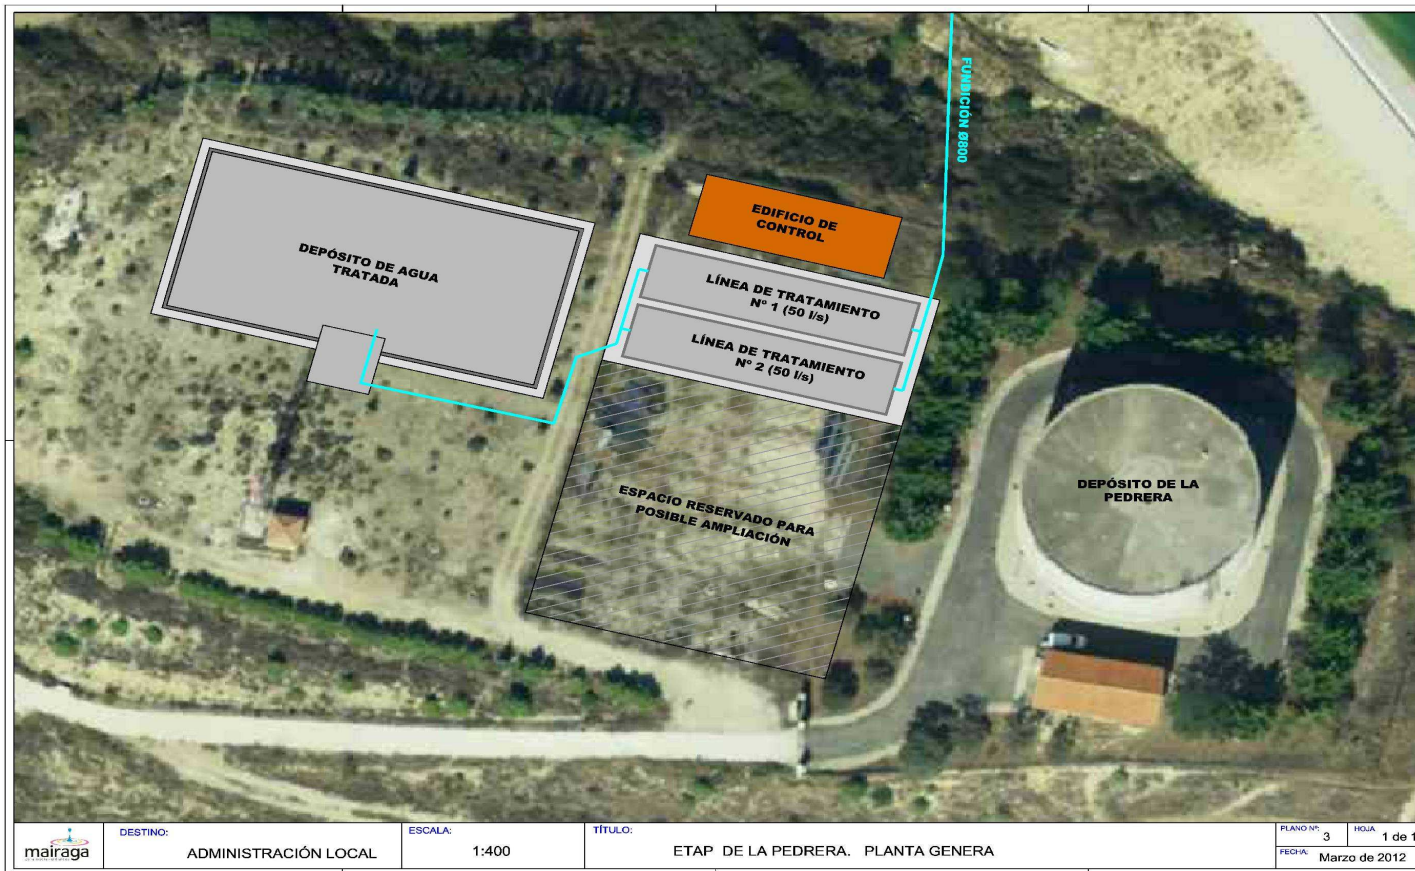 FUNDICIÓN Ø800
EDIFICIO DE
CONTROL
DEPÓSITO DE AGUA
TRATADA
LÍNEA DE TRATAMIENTO
Nº 1 (50 l/s)
LÍNEA DE TRATAMIENTO
Nº 2 (50 l/s)
ESPACIO RESERVADO PARA
POSIBLE AMPLIACIÓN
DEPÓSITO DE LA
PEDRERA
mairaga
DESTINO:
ADMINISTRACIÓN LOCAL
ESCALA:
1:400
TÍTULO:
ETAP DE LA PEDRERA. PLANTA GENERA
PLANO Nº: 3
HOJA 1 de 1
FECHA: Marzo de 2012